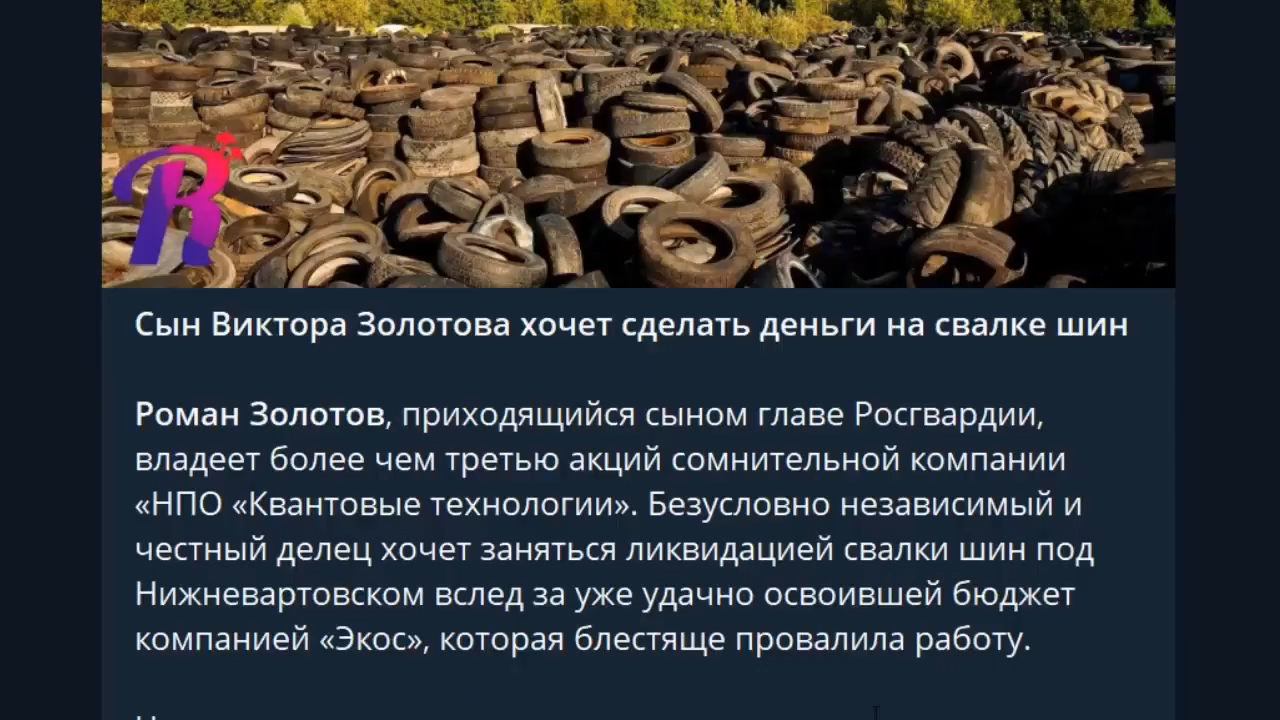 Сын Виктора Золотова хочет сделать деньги на свалке шин
Роман Золотов, приходящийся сыном главе Росгвардии,
владеет более чем третью акций сомнительной компании
«НПО «Квантовые технологии». Безусловно независимый и
честный делец хочет заняться ликвидацией свалки шин под
Нижневартовском вслед за уже удачно освоившей бюджет
компанией «Экос», которая блестяще провалила работу.